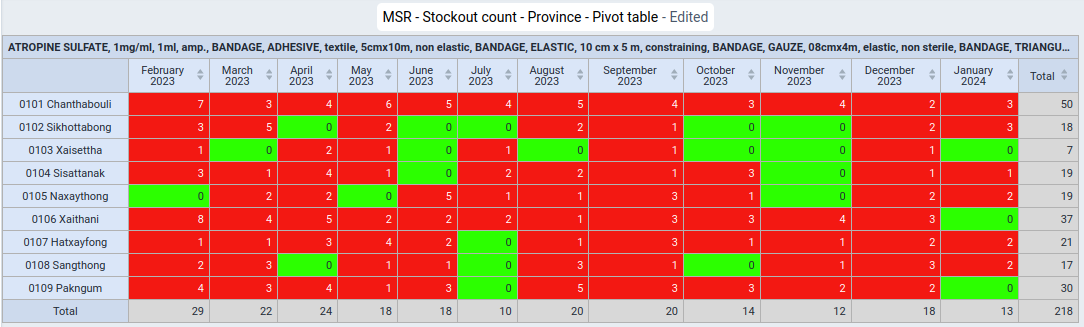 MSR - Stockout count - Province - Pivot table - Edited
ATROPINE SULFATE, 1mg/ml, 1ml, amp., BANDAGE, ADHESIVE, textile, 5cmx10m, non elastic, BANDAGE, ELASTIC, 10 cm x 5 m, constraining, BANDAGE, GAUZE, 08cmx4m, elastic, non sterile, BANDAGE, TRIANGU...
February 2023 March 2023 April 2023 May 2023 June 2023 July 2023 August 2023 September 2023 October 2023 November 2023 December 2023 January 2024 Total
0101 Chanthabouli 7 3 4 6 5 4 5 4 3 4 2 3 50
0102 Sikhottabong 3 5 0 2 0 0 2 1 0 0 2 3 18
0103 Xaisettha 1 0 2 1 0 1 0 1 0 0 1 0 7
0104 Sisattanak 3 1 4 1 0 2 2 1 3 0 1 1 19
0105 Naxaythong 0 2 2 0 5 1 1 3 1 0 2 2 19
0106 Xaithani 8 4 5 2 2 2 1 3 3 4 3 0 37
0107 Hatxayfong 1 1 3 4 2 0 1 3 1 1 2 2 21
0108 Sangthong 2 3 0 1 1 0 3 1 0 1 3 2 17
0109 Pakngum 4 3 4 1 3 0 5 3 3 2 2 0 30
Total 29 22 24 18 18 10 20 20 14 12 18 13 218